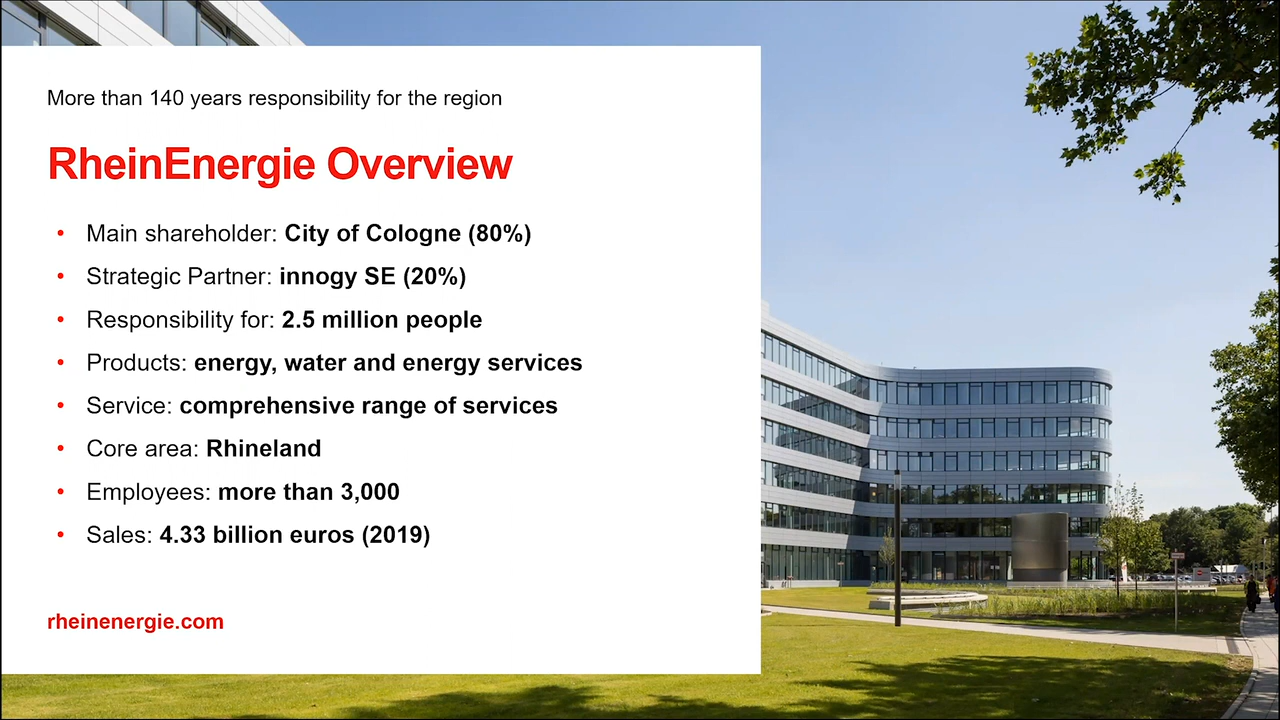 More than 140 years responsibility for the region
RheinEnergie Overview
• Main shareholder: City of Cologne (80%)
• Strategic Partner: innogy SE (20%)
• Responsibility for: 2.5 million people
• Products: energy, water and energy services
• Service: comprehensive range of services
• Core area: Rhineland
• Employees: more than 3,000
• Sales: 4.33 billion euros (2019)
rheinenergie.com